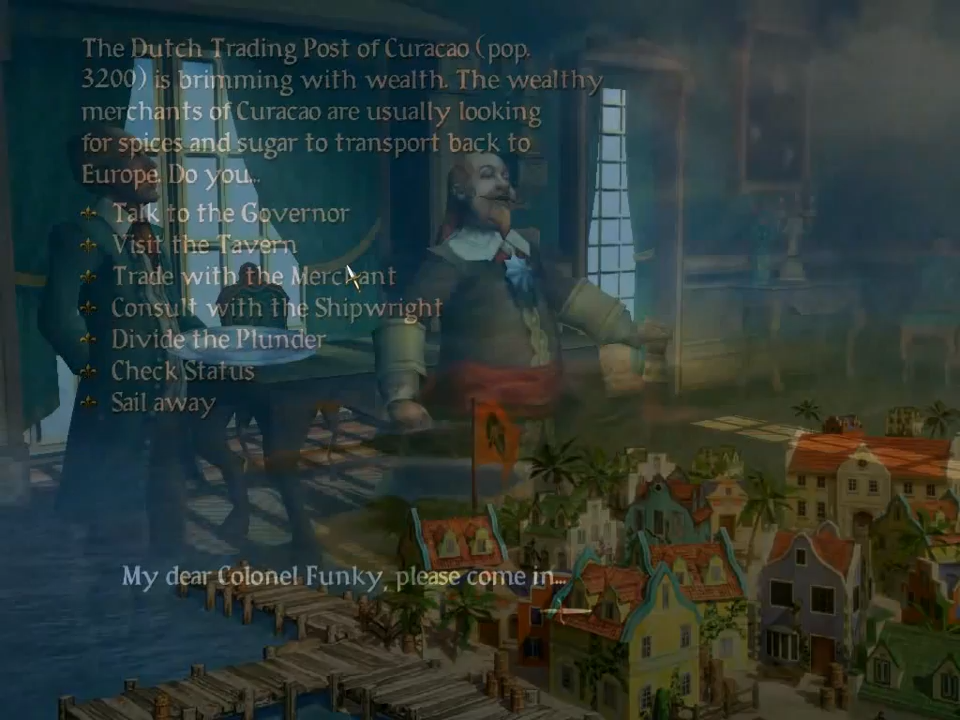 The Dutch Trading Post of Curacao (pop.
3200) is brimming with wealth. The wealthy
merchants of Curacao are usually looking
for spices and sugar to transport back to
Europe. Do you...
Talk to the Governor
Visit the Tavern
Trade with the Merchant
Consult with the Shipwright
Divide the Plunder
Check Status
Sail away
My dear Colonel Funky, please come in...